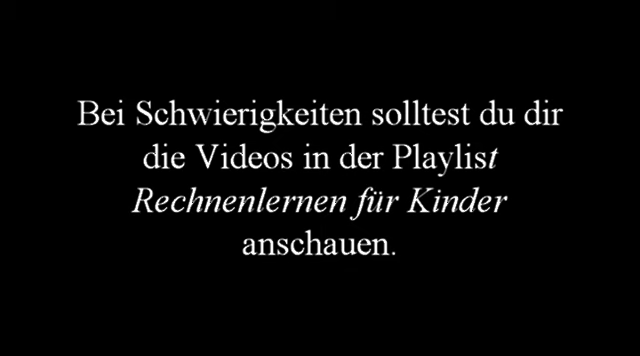 Bei Schwierigkeiten solltest du dir
die Videos in der Playlist
Rechnenlernen für Kinder
anschauen.